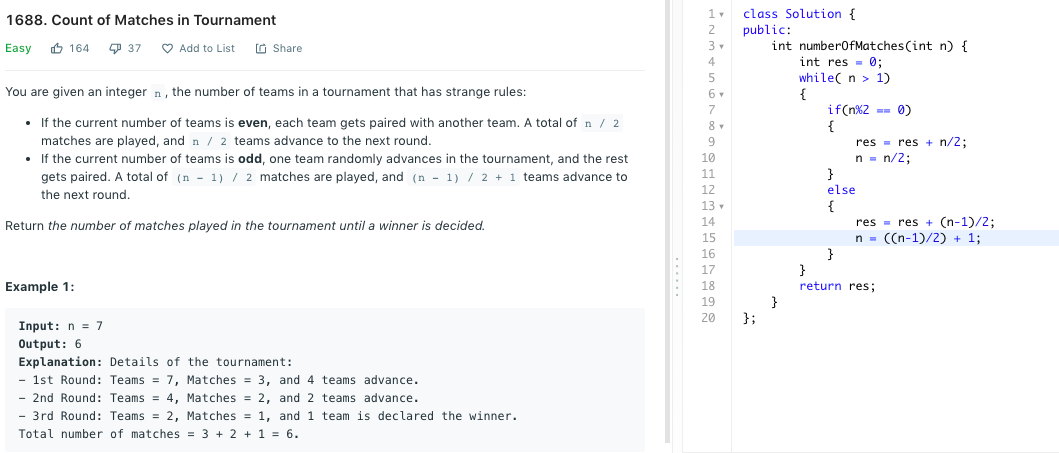 1688. Count of Matches in Tournament
Easy 164 37 Add to List Share
You are given an integer n, the number of teams in a tournament that has strange rules:
• If the current number of teams is even, each team gets paired with another team. A total of n / 2
matches are played, and n / 2 teams advance to the next round.
• If the current number of teams is odd, one team randomly advances in the tournament, and the rest
gets paired. A total of (n - 1) / 2 matches are played, and (n - 1) / 2 + 1 teams advance to
the next round.
Return the number of matches played in the tournament until a winner is decided.
Example 1:
Input: n = 7
Output: 6
Explanation: Details of the tournament:
- 1st Round: Teams = 7, Matches = 3, and 4 teams advance.
- 2nd Round: Teams = 4, Matches = 2, and 2 teams advance.
- 3rd Round: Teams = 2, Matches = 1, and 1 team is declared the winner.
Total number of matches = 3 + 2 + 1 = 6.
1 class Solution {
2 public:
3     int numberOfMatches(int n) {
4         int res = 0;
5         while( n > 1)
6         {
7             if(n%2 == 0)
8             {
9                 res = res + n/2;
10                 n = n/2;
11             }
12             else
13             {
14                 res = res + (n-1)/2;
15                 n = ((n-1)/2) + 1;
16             }
17         }
18         return res;
19     }
20 };